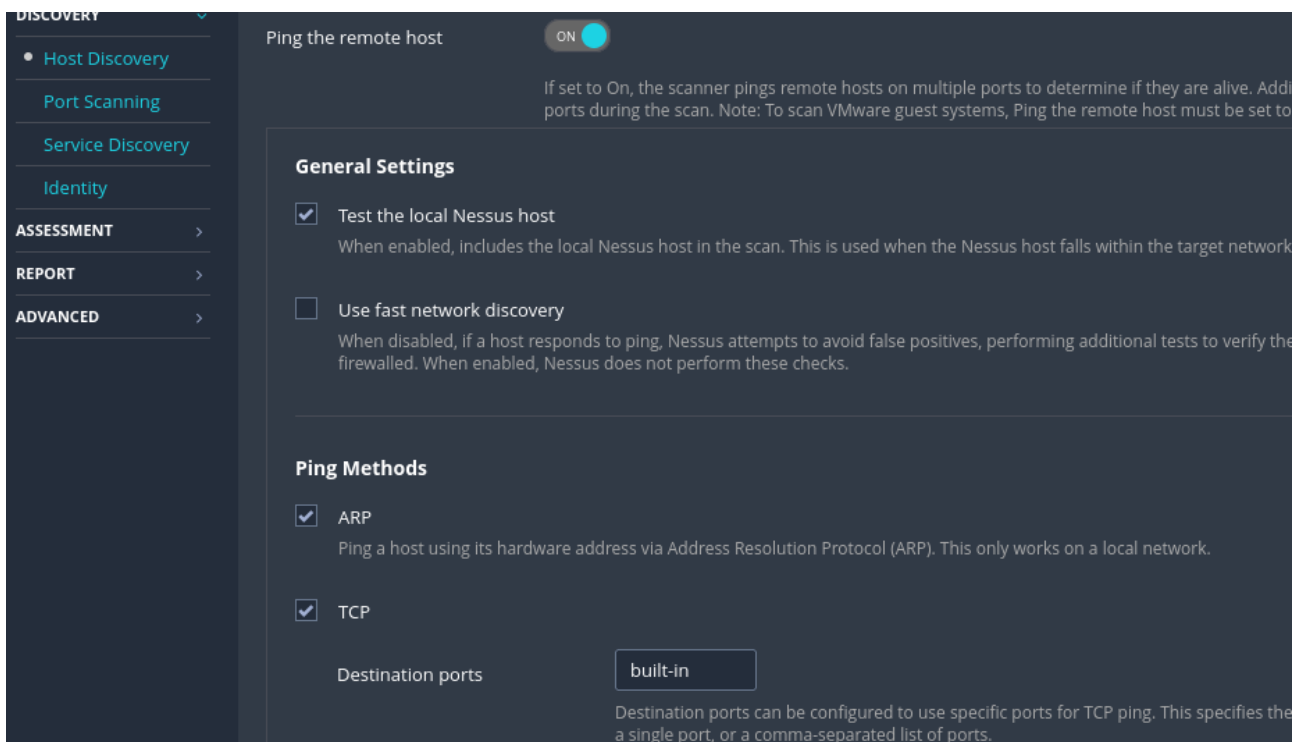 DISCOVERY
Host Discovery
Port Scanning
Service Discovery
Identity
ASSESSMENT
REPORT
ADVANCED
Ping the remote host
ON
If set to On, the scanner pings remote hosts on multiple ports to determine if they are alive. Addi
ports during the scan. Note: To scan VMware guest systems, Ping the remote host must be set to
General Settings
Test the local Nessus host
When enabled, includes the local Nessus host in the scan. This is used when the Nessus host falls within the target network
Use fast network discovery
When disabled, if a host responds to ping, Nessus attempts to avoid false positives, performing additional tests to verify the
firewalled. When enabled, Nessus does not perform these checks.
Ping Methods
ARP
Ping a host using its hardware address via Address Resolution Protocol (ARP). This only works on a local network.
TCP
Destination ports
built-in
Destination ports can be configured to use specific ports for TCP ping. This specifies the
a single port, or a comma-separated list of ports.